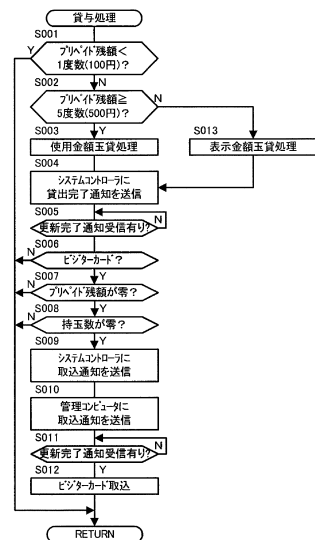 貸与処理
S001
Y
プリペイド残額<
1度数(100円)?
S002
N
プリペイド残額≧
5度数(500円)?
N
S003
Y
S013
使用金額玉貸処理
表示金額玉貸処理
S004
システムコントローラに
貸出完了通知を送信
S005
N
更新完了通知受信有り?
S006
Y
N
ビジターカード?
S007
Y
N
プリペイド残額が零?
S008
Y
N
持玉数が零?
S009
Y
システムコントローラに
取込通知を送信
S010
管理コンピュータに
取込通知を送信
S011
N
更新完了通知受信有り?
S012
Y
ビジターカード取込
RETURN